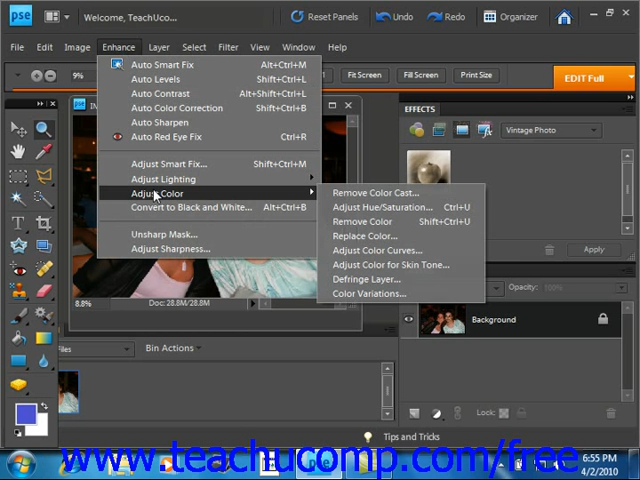 pse Welcome, TeachUco... Reset Panels Undo Redo Organizer
File Edit Image Enhance Layer Select Filter View Window Help
9% Fit Screen Fill Screen Print Size EDIT Full
Auto Smart Fix Alt+Ctrl+M
Auto Levels Shift+Ctrl+L
Auto Contrast Alt+Shift+Ctrl+L
Auto Color Correction Shift+Ctrl+B
Auto Sharpen
Auto Red Eye Fix Ctrl+R
Adjust Smart Fix... Shift+Ctrl+M
Adjust Lighting
Adjust Color
Convert to Black and White... Alt+Ctrl+B
Unsharp Mask...
Adjust Sharpness...
Remove Color Cast...
Adjust Hue/Saturation... Ctrl+U
Remove Color Shift+Ctrl+U
Replace Color...
Adjust Color Curves...
Adjust Color for Skin Tone...
Defringe Layer...
Color Variations...
EFFECTS
Vintage Photo
Apply
Background
Lock:
8.8% Doc: 28.8M/28.8M
Files Bin Actions
Tips and Tricks
www.teachucomp.com/free
6:55 PM
4/2/2010